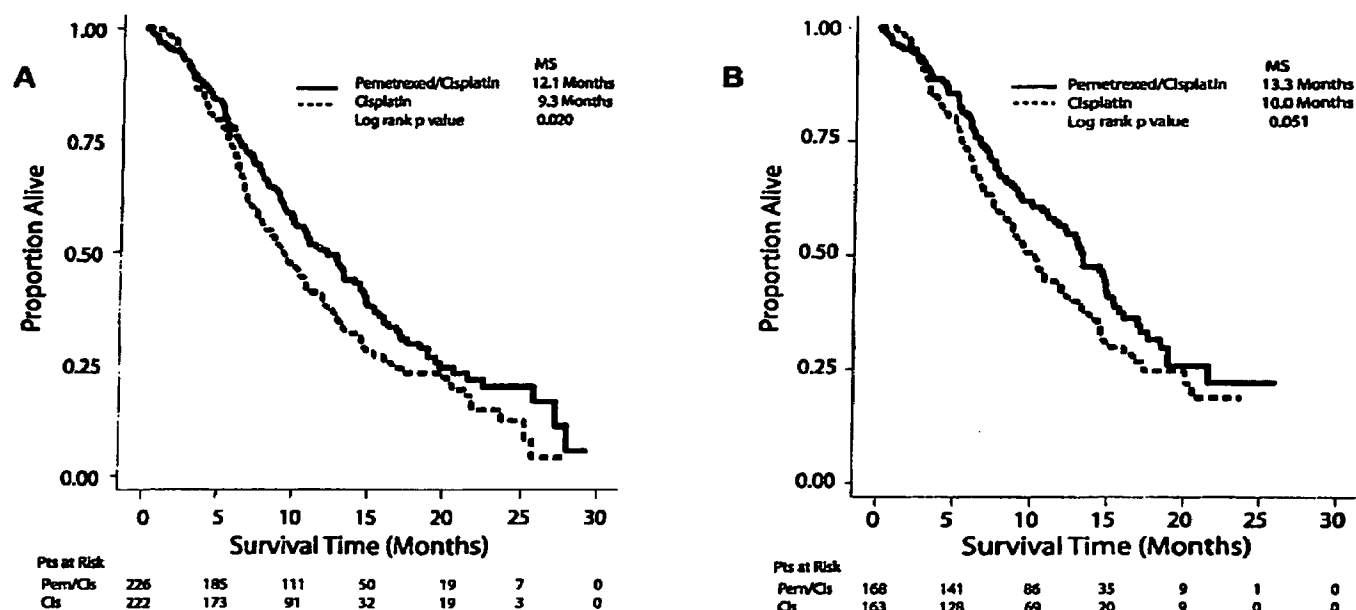 A
1.00
0.75
0.50
0.25
0.00
Proportion Alive
MS
Pemetrexed/Cisplatin 12.1 Months
Cisplatin 9.3 Months
Log rank p value 0.020
0 5 10 15 20 25 30
Survival Time (Months)
Pts at Risk
Pem/Cis 226 185 111 50 19 7 0
Cis 222 173 91 32 19 3 0
B
1.00
0.75
0.50
0.25
0.00
Proportion Alive
MS
Pemetrexed/Cisplatin 13.3 Months
Cisplatin 10.0 Months
Log rank p value 0.051
0 5 10 15 20 25 30
Survival Time (Months)
Pts at Risk
Pem/Cis 168 141 86 35 9 1 0
Cis 163 128 69 20 9 0 0